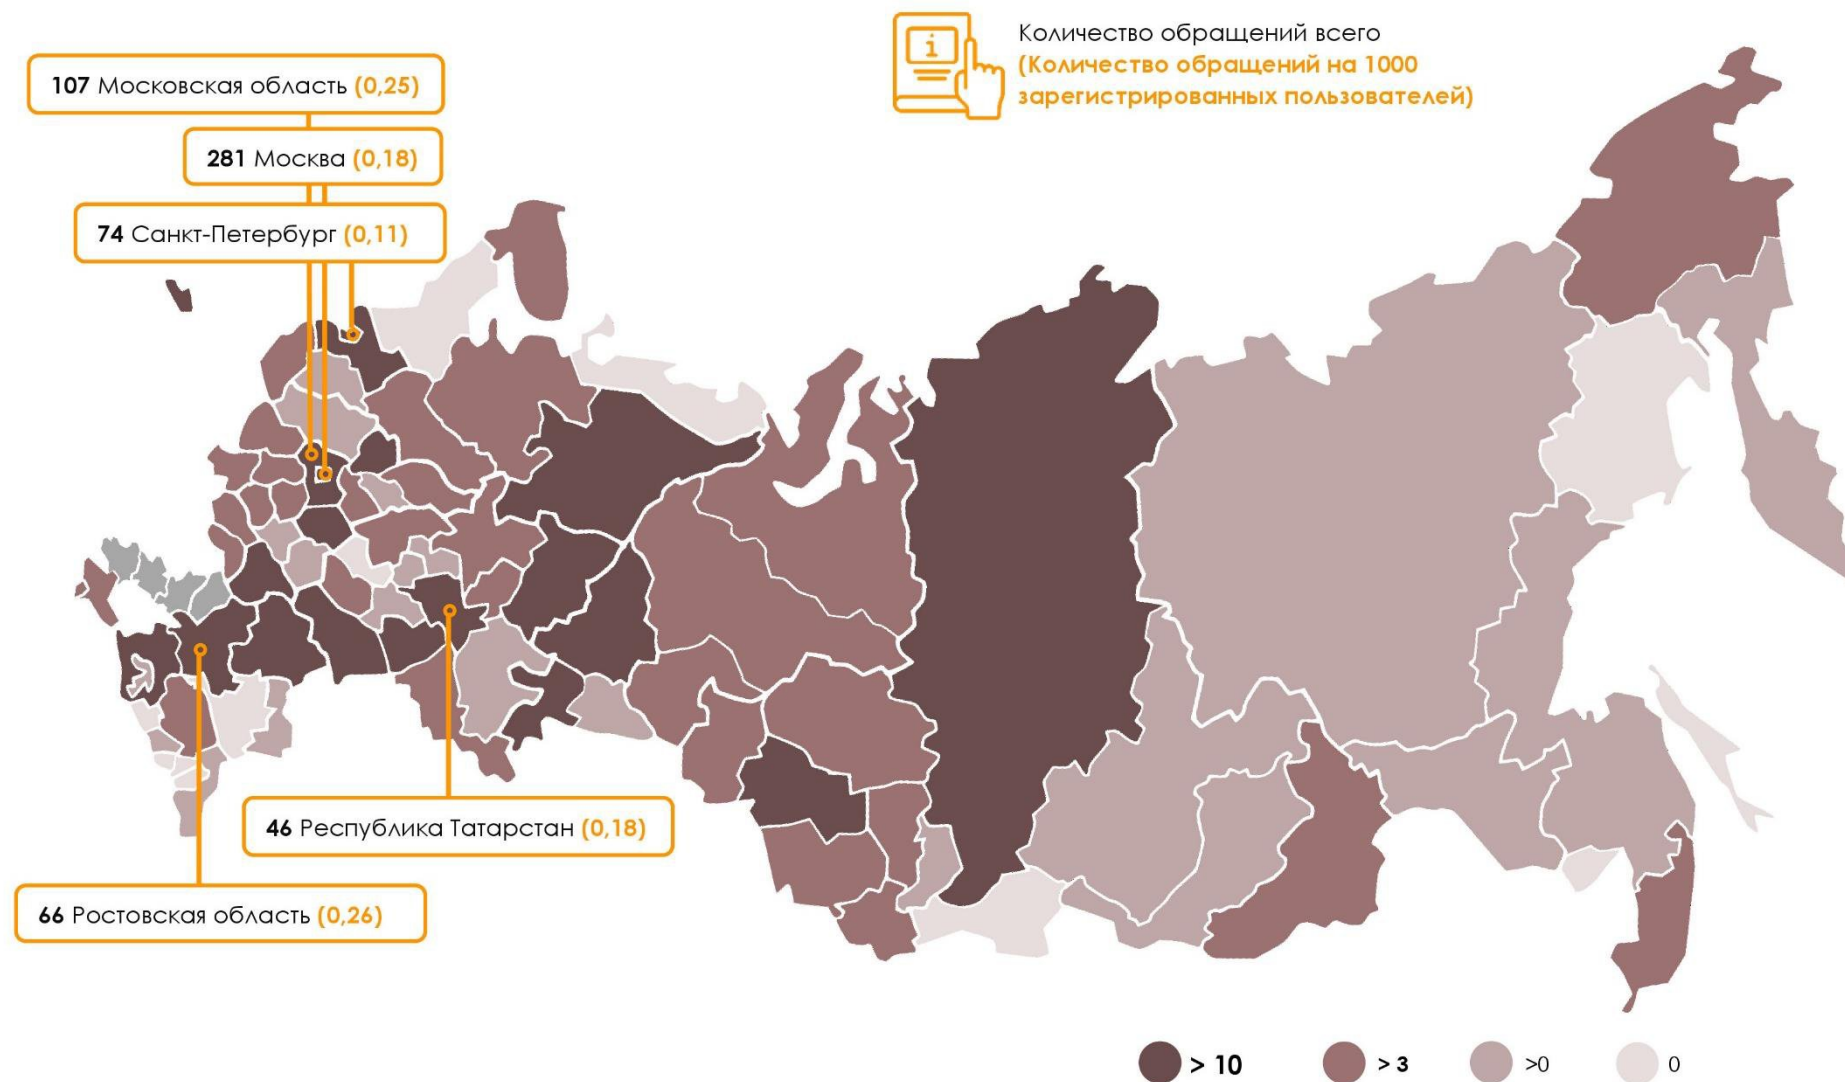 Количество обращений всего
(Количество обращений на 1000
зарегистрированных пользователей)
107 Московская область (0,25)
281 Москва (0,18)
74 Санкт-Петербург (0,11)
46 Республика Татарстан (0,18)
66 Ростовская область (0,26)
> 10
> 3
>0
0